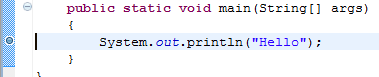 public static void main(String[] args)
{
System.out.println("Hello");
}
}